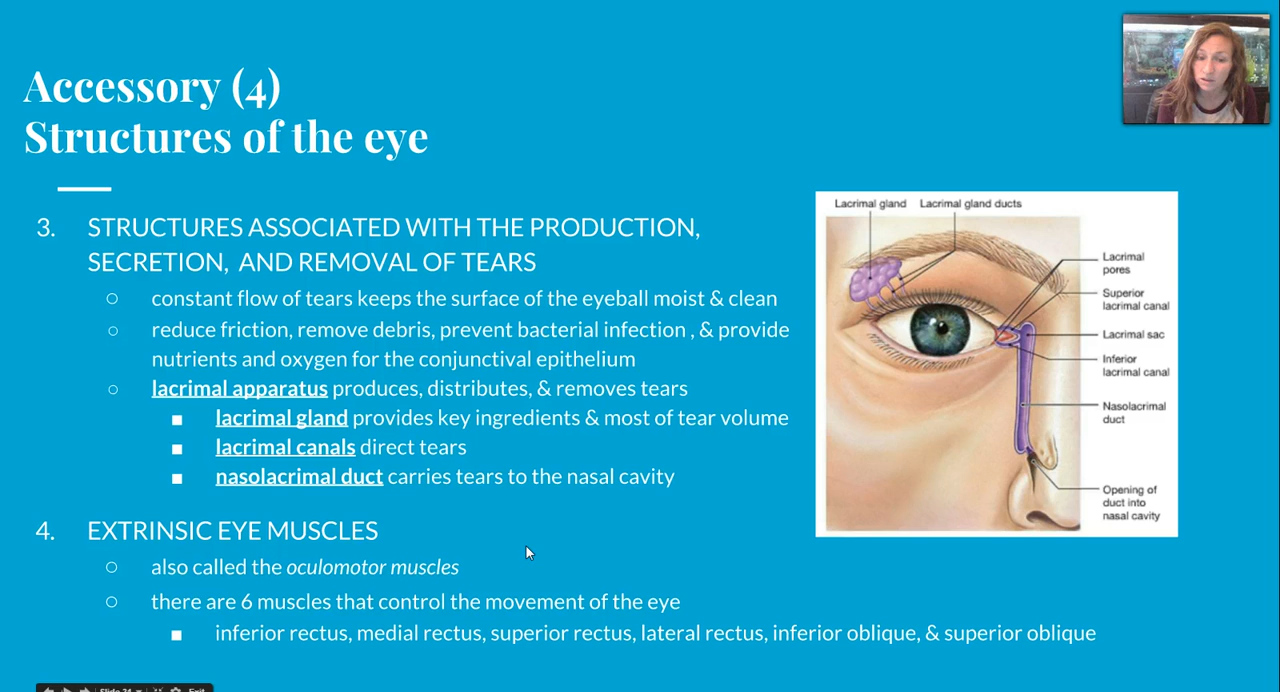 Accessory (4)
Structures of the eye
3. STRUCTURES ASSOCIATED WITH THE PRODUCTION,
SECRETION, AND REMOVAL OF TEARS
○ constant flow of tears keeps the surface of the eyeball moist & clean
○ reduce friction, remove debris, prevent bacterial infection , & provide
nutrients and oxygen for the conjunctival epithelium
○ lacrimal apparatus produces, distributes, & removes tears
■ lacrimal gland provides key ingredients & most of tear volume
■ lacrimal canals direct tears
■ nasolacrimal duct carries tears to the nasal cavity
4. EXTRINSIC EYE MUSCLES
○ also called the oculomotor muscles
○ there are 6 muscles that control the movement of the eye
■ inferior rectus, medial rectus, superior rectus, lateral rectus, inferior oblique, & superior oblique
Lacrimal gland
Lacrimal gland ducts
Lacrimal
pores
Superior
lacrimal canal
Lacrimal sac
Inferior
lacrimal canal
Nasolacrimal
duct
Opening of
duct into
nasal cavity
Exit